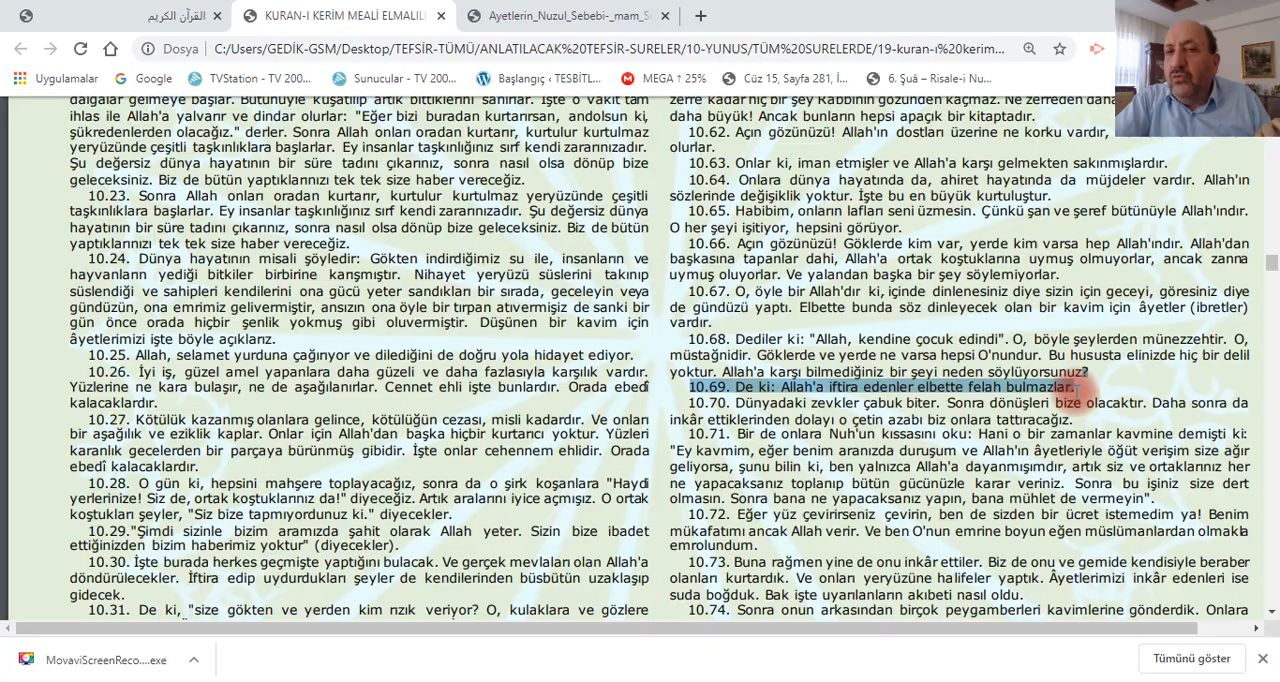 القرآن الكريم
KURAN-I KERİM MEALİ ELMALILI
Ayetlerin_Nuzul_Sebebi-_mam_S
Dosya
C:/Users/GEDİK-GSM/Desktop/TEFSİR-TÜMÜ/ANLATILACAK%20TEFSİR-SURELER/10-YUNUS/TÜM%20SURELERDE/19-kuran-ı%20kerim...
Uygulamalar
Google
TVStation - TV 200...
Sunucular - TV 200...
Başlangıç ‹ TESBİTL...
MEGA ↑ 25%
Cüz 15, Sayfa 281, İ...
6. Şuâ – Risale-i Nu...
dalgalar gelmeye başlar. Bütünüyle kuşatılıp artık bittiklerini sanırlar. İşte o vakit tam
ihlas ile Allah'a yalvarır ve dindar olurlar: "Eğer bizi buradan kurtarırsan, andolsun ki,
şükredenlerden olacağız." derler. Sonra Allah onları oradan kurtarır, kurtulur kurtulmaz
yeryüzünde çeşitli taşkınlıklara başlarlar. Ey insanlar taşkınlığınız sırf kendi zararınızadır.
Şu değersiz dünya hayatının bir süre tadını çıkarınız, sonra nasıl olsa dönüp bize
geleceksiniz. Biz de bütün yaptıklarınızı tek tek size haber vereceğiz.
10.23. Sonra Allah onları oradan kurtarır, kurtulur kurtulmaz yeryüzünde çeşitli
taşkınlıklara başlarlar. Ey insanlar taşkınlığınız sırf kendi zararınızadır. Şu değersiz dünya
hayatının bir süre tadını çıkarınız, sonra nasıl olsa dönüp bize geleceksiniz. Biz de bütün
yaptıklarınızı tek tek size haber vereceğiz.
10.24. Dünya hayatının misali şöyledir: Gökten indirdiğimiz su ile, insanların ve
hayvanların yediği bitkiler birbirine karışmıştır. Nihayet yeryüzü süslerini takınıp
süslendiği ve sahipleri kendilerini ona gücü yeter sandıkları bir sırada, geceleyin veya
gündüzün, ona emrimiz gelivermiştir, ansızın ona öyle bir tırpan atıvermişiz de sanki bir
gün önce orada hiçbir şenlik yokmuş gibi oluvermiştir. Düşünen bir kavim için
âyetlerimizi işte böyle açıklarız.
10.25. Allah, selamet yurduna çağırıyor ve dilediğini de doğru yola hidayet ediyor.
10.26. İyi iş, güzel amel yapanlara daha güzeli ve daha fazlasıyla karşılık vardır.
Yüzlerine ne kara bulaşır, ne de aşağılanırlar. Cennet ehli işte bunlardır. Orada ebedî
kalacaklardır.
10.27. Kötülük kazanmış olanlara gelince, kötülüğün cezası, misli kadardır. Ve onları
bir aşağılık ve eziklik kaplar. Onlar için Allah'dan başka hiçbir kurtarıcı yoktur. Yüzleri
karanlık gecelerden bir parçaya bürünmüş gibidir. İşte onlar cehennem ehlidir. Orada
ebedî kalacaklardır.
10.28. O gün ki, hepsini mahşere toplayacağız, sonra da o şirk koşanlara "Haydi
yerlerinize! Siz de, ortak koştuklarınız da!" diyeceğiz. Artık aralarını iyice açmışız. O ortak
koştukları şeyler, "Siz bize tapmıyordunuz ki." diyecekler.
10.29."Şimdi sizinle bizim aramızda şahit olarak Allah yeter. Sizin bize ibadet
ettiğinizden bizim haberimiz yoktur" (diyecekler).
10.30. İşte burada herkes geçmişte yaptığını bulacak. Ve gerçek mevlaları olan Allah'a
döndürülecekler. İftira edip uydurdukları şeyler de kendilerinden büsbütün uzaklaşıp
gidecek.
10.31. De ki, "size gökten ve yerden kim rızık veriyor? O, kulaklara ve gözlere
zerre kadar hiç bir şey Rabbinin gözünden kaçmaz. Ne zerreden daha
daha büyük! Ancak bunların hepsi apaçık bir kitaptadır.
10.62. Açın gözünüzü! Allah'ın dostları üzerine ne korku vardır,
olurlar.
10.63. Onlar ki, iman etmişler ve Allah'a karşı gelmekten sakınmışlardır.
10.64. Onlara dünya hayatında da, ahiret hayatında da müjdeler vardır. Allah'ın
sözlerinde değişiklik yoktur. İşte bu en büyük kurtuluştur.
10.65. Habibim, onların lafları seni üzmesin. Çünkü şan ve şeref bütünüyle Allah'ındır.
O her şeyi işitiyor, hepsini görüyor.
10.66. Açın gözünüzü! Göklerde kim var, yerde kim varsa hep Allah'ındır. Allah'dan
başkasına tapanlar dahi, Allah'a ortak koştuklarına uymuş olmuyorlar, ancak zanna
uymuş oluyorlar. Ve yalandan başka bir şey söylemiyorlar.
10.67. O, öyle bir Allah'dır ki, içinde dinlenesiniz diye sizin için geceyi, göresiniz diye
de gündüzü yaptı. Elbette bunda söz dinleyecek olan bir kavim için âyetler (ibretler)
vardır.
10.68. Dediler ki: "Allah, kendine çocuk edindi". O, böyle şeylerden münezzehtir. O,
müstağnidir. Göklerde ve yerde ne varsa hepsi O'nundur. Bu hususta elinizde hiç bir delil
yoktur. Allah'a karşı bilmediğiniz bir şeyi neden söylüyorsunuz?
10.69. De ki: Allah'a iftira edenler elbette felah bulmazlar.
10.70. Dünyadaki zevkler çabuk biter. Sonra dönüşleri bize olacaktır. Daha sonra da
inkâr ettiklerinden dolayı o çetin azabı biz onlara tattıracağız.
10.71. Bir de onlara Nuh'un kıssasını oku: Hani o bir zamanlar kavmine demişti ki:
"Ey kavmim, eğer benim aranızda duruşum ve Allah'ın âyetleriyle öğüt verişim size ağır
geliyorsa, şunu bilin ki, ben yalnızca Allah'a dayanmışımdır, artık siz ve ortaklarınız her
ne yapacaksanız toplanıp bütün gücünüzle karar veriniz. Sonra bu işiniz size dert
olmasın. Sonra bana ne yapacaksanız yapın, bana mühlet de vermeyin".
10.72. Eğer yüz çevirirseniz çevirin, ben de sizden bir ücret istemedim ya! Benim
mükafatımı ancak Allah verir. Ve ben O'nun emrine boyun eğen müslümanlardan olmakla
emrolundum.
10.73. Buna rağmen yine de onu inkâr ettiler. Biz de onu ve gemide kendisiyle beraber
olanları kurtardık. Ve onları yeryüzüne halifeler yaptık. Âyetlerimizi inkâr edenleri ise
suda boğduk. Bak işte uyarılanların akıbeti nasıl oldu.
10.74. Sonra onun arkasından birçok peygamberleri kavimlerine gönderdik. Onlara
MovaviScreenReco....exe
Tümünü göster